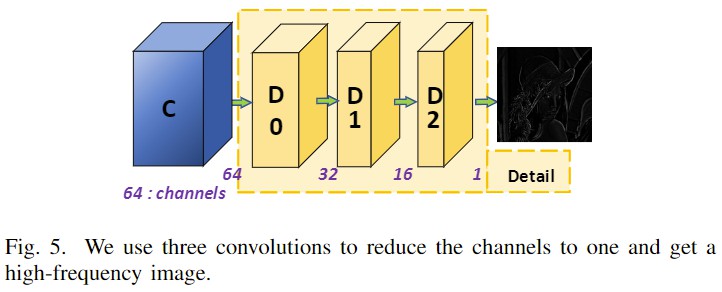 C
D
0
D
1
D
2
64
32
16
1
Detail
64 : channels
Fig. 5. We use three convolutions to reduce the channels to one and get a
high-frequency image.